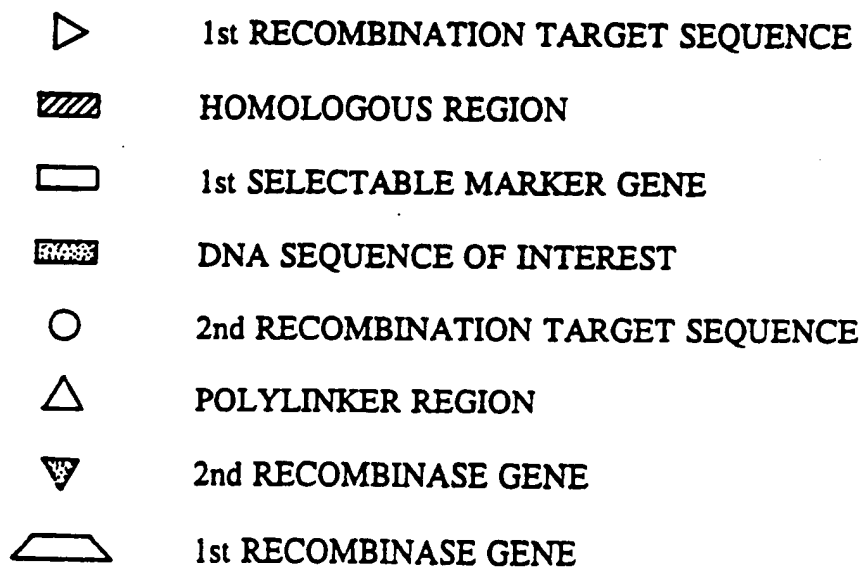 1st RECOMBINATION TARGET SEQUENCE
HOMOLOGOUS REGION
1st SELECTABLE MARKER GENE
DNA SEQUENCE OF INTEREST
2nd RECOMBINATION TARGET SEQUENCE
POLYLINKER REGION
2nd RECOMBINASE GENE
1st RECOMBINASE GENE